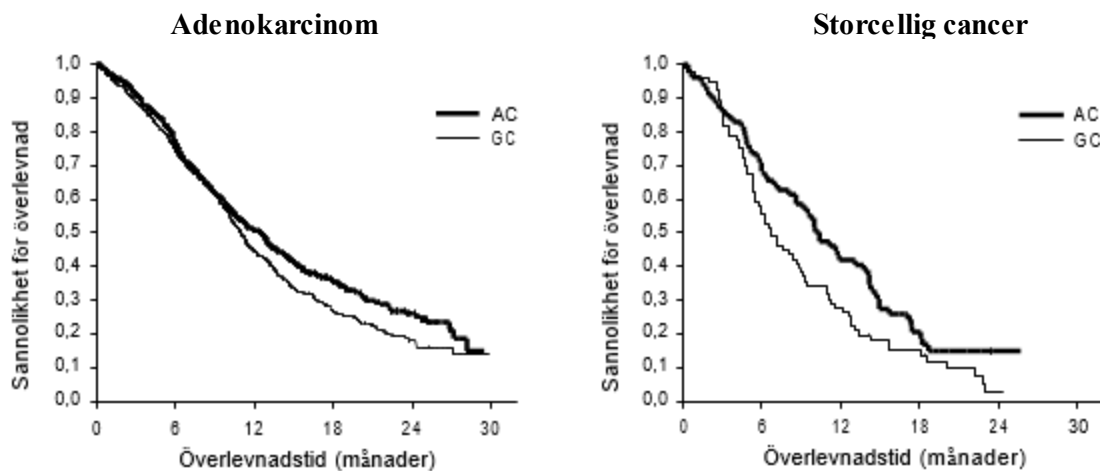 Adenokarcinom
Sannolikhet för överlevnad
1,0
0,9
0,8
0,7
0,6
0,5
0,4
0,3
0,2
0,1
0,0
AC
GC
0 6 12 18 24 30
Överlevnadstid (månader)
Storcellig cancer
Sannolikhet för överlevnad
1,0
0,9
0,8
0,7
0,6
0,5
0,4
0,3
0,2
0,1
0,0
AC
GC
0 6 12 18 24 30
Överlevnadstid (månader)